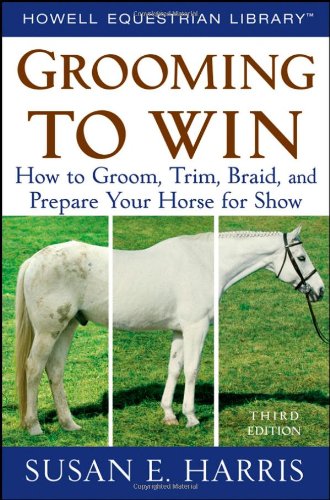 HOWELL EQUESTRIAN LIBRARY™
GROOMING
TO WIN
How to Groom, Trim, Braid, and
Prepare Your Horse for Show
THIRD
EDITION
SUSAN E. HARRIS